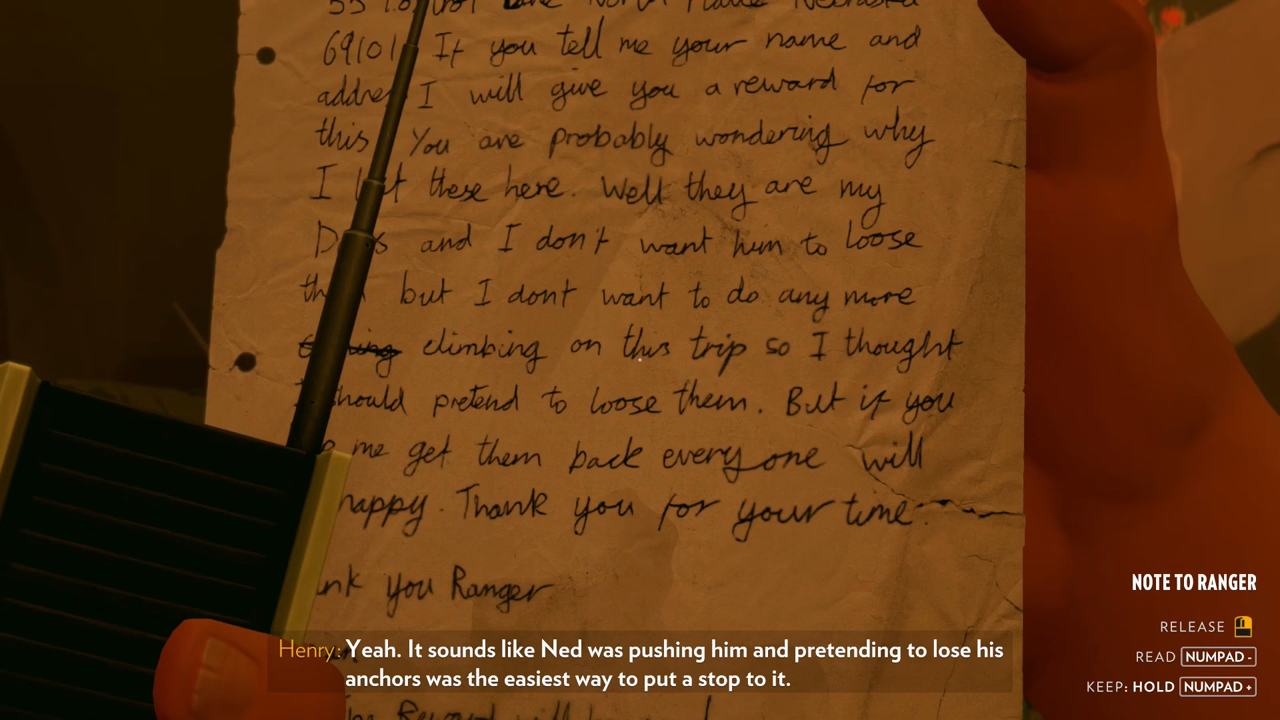 69101 If you tell me your name and
I will give you a reward for
this You are probably wondering why
I these here. Well they are my
and I don't want him to loose
but I dont want to do any more
climbing on this trip so I thought
should pretend to loose them. But if you
me get them back everyone will
happy. Thank you for your time.
you Ranger
Reward will
NOTE TO RANGER
RELEASE
READ NUMPAD -
KEEP: HOLD NUMPAD +
Henry: Yeah. It sounds like Ned was pushing him and pretending to lose his
anchors was the easiest way to put a stop to it.